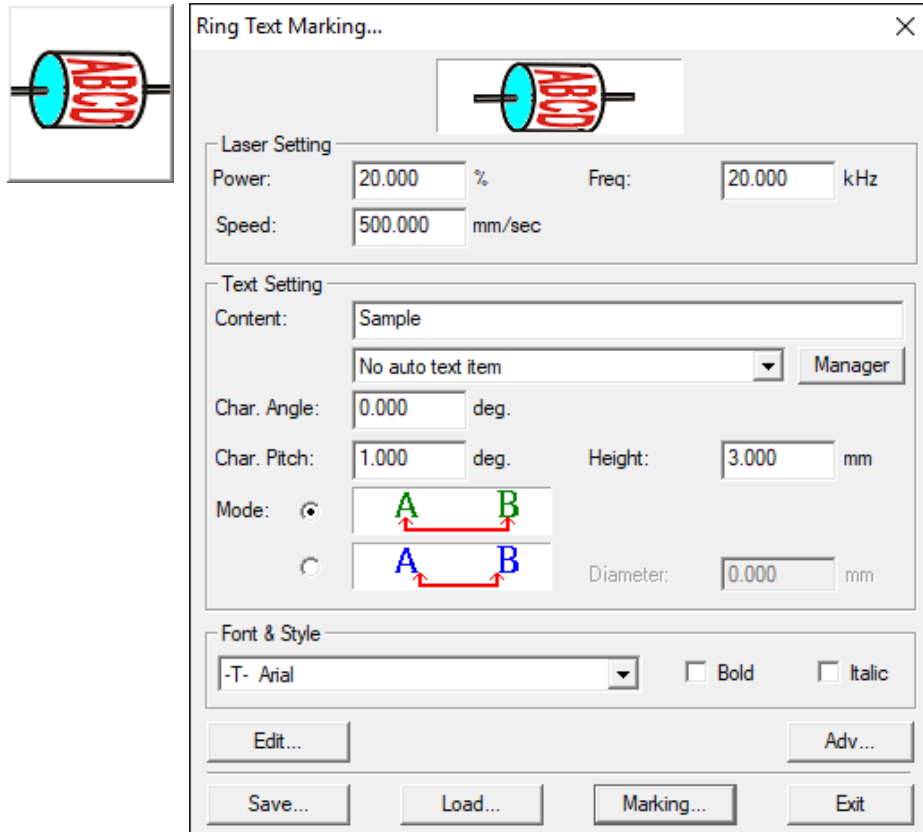 ABCD
Ring Text Marking...
ABCD
Laser Setting
Power: 20.000 % Freq: 20.000 kHz
Speed: 500.000 mm/sec
Text Setting
Content: Sample
No auto text item Manager
Char. Angle: 0.000 deg.
Char. Pitch: 1.000 deg. Height: 3.000 mm
Mode: A B
A B Diameter: 0.000 mm
Font & Style
-T- Arial Bold Italic
Edit... Adv...
Save... Load... Marking... Exit